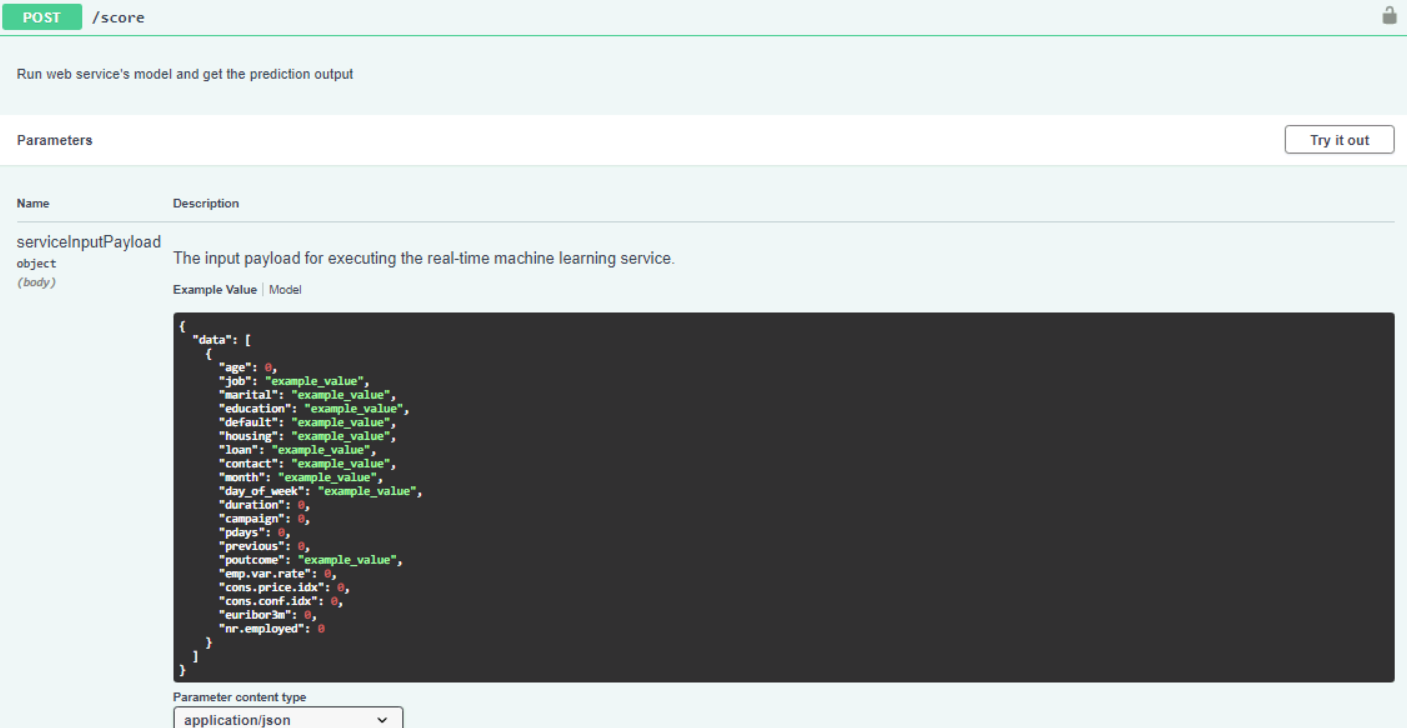 POST /score
Run web service's model and get the prediction output
Parameters
Try it out
Name Description
serviceInputPayload
object
(body)
The input payload for executing the real-time machine learning service.
Example Value Model
{
"data": [
{
"age": 0,
"job": "example_value",
"marital": "example_value",
"education": "example_value",
"default": "example_value",
"housing": "example_value",
"loan": "example_value",
"contact": "example_value",
"month": "example_value",
"day_of_week": "example_value",
"duration": 0,
"campaign": 0,
"pdays": 0,
"previous": 0,
"poutcome": "example_value",
"emp.var.rate": 0,
"cons.price.idx": 0,
"cons.conf.idx": 0,
"euribor3m": 0,
"nr.employed": 0
}
]
}
Parameter content type
application/json